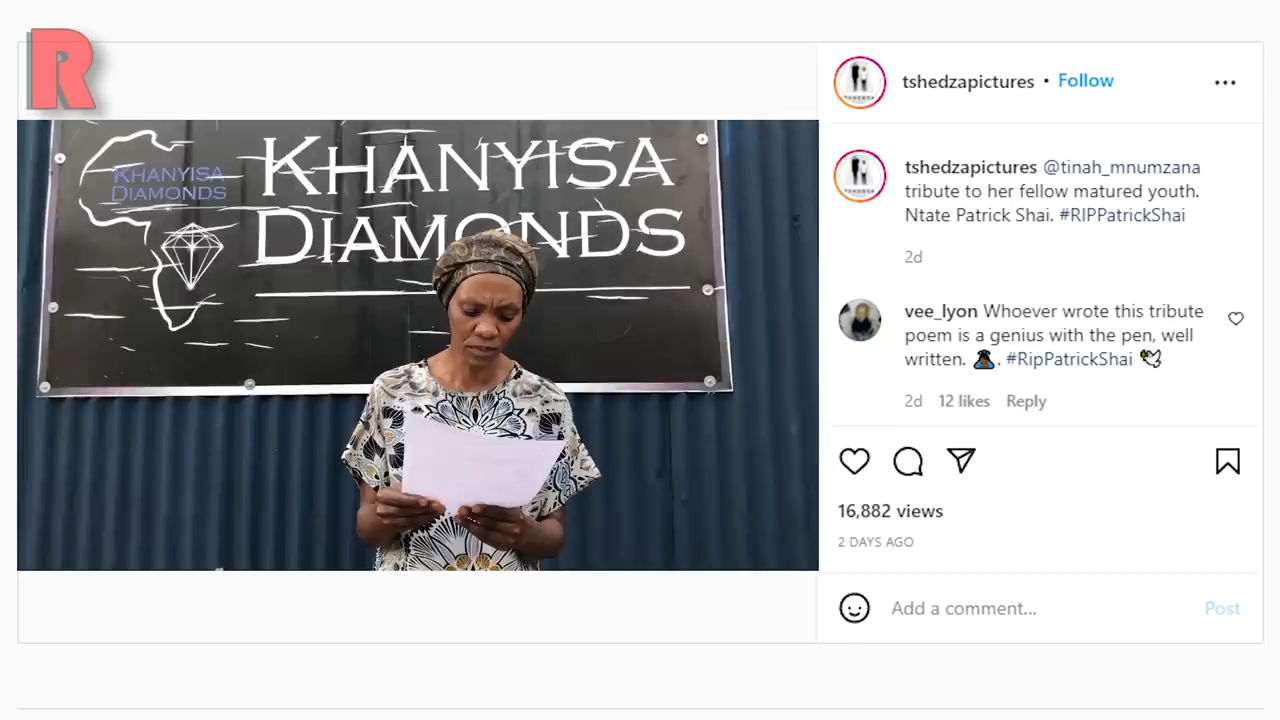 R
KHANYISA
DIAMONDS
KHANYISA
DIAMONDS
tshedzapictures • Follow
tshedzapictures @tinah_mnumzana
tribute to her fellow matured youth.
Ntate Patrick Shai. #RIPPatrickShai
2d
vee_lyon Whoever wrote this tribute
poem is a genius with the pen, well
written. 🙇🏿. #RipPatrickShai 🕊
2d 12 likes Reply
16,882 views
2 DAYS AGO
Add a comment... Post